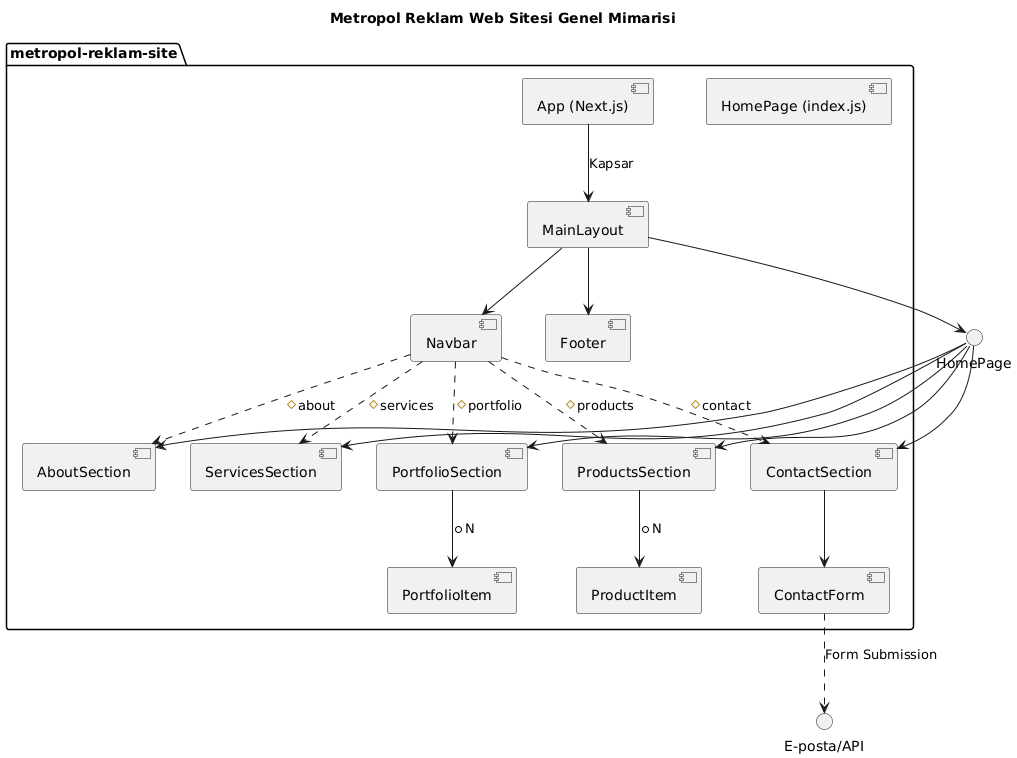 Metropol Reklam Web Sitesi Genel Mimarisi
metropol-reklam-site
App (Next.js)
HomePage (index.js)
Kapsar
MainLayout
Navbar
Footer
HomePage
about
services
portfolio
products
contact
AboutSection
ServicesSection
PortfolioSection
ProductsSection
ContactSection
N
N
PortfolioItem
ProductItem
ContactForm
Form Submission
E-posta/API